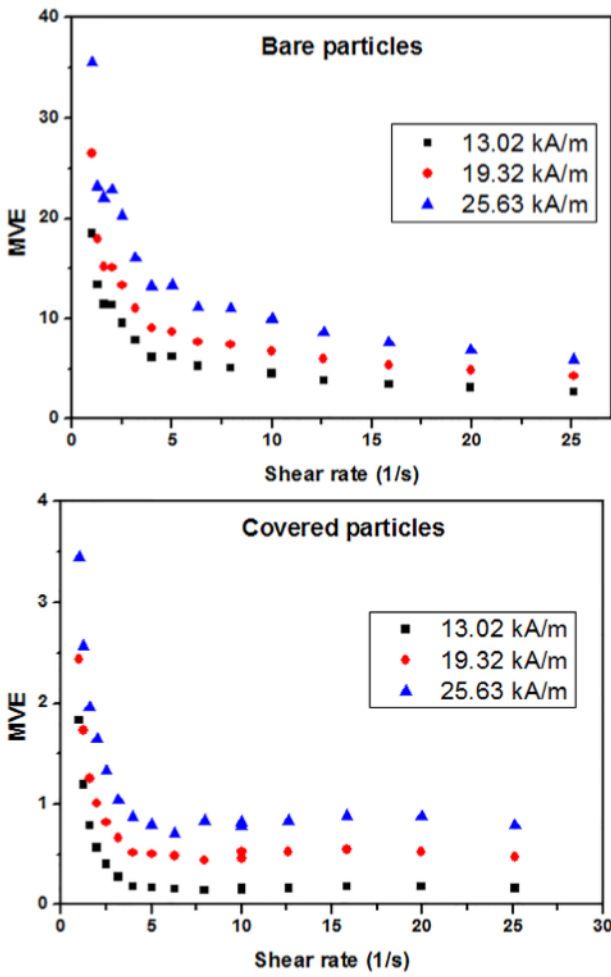 40
Bare particles
30
13.02 kA/m
19.32 kA/m
25.63 kA/m
20
MVE
10
0
0 5 10 15 20 25
Shear rate (1/s)
4
Covered particles
3
13.02 kA/m
19.32 kA/m
25.63 kA/m
2
MVE
1
0
0 5 10 15 20 25 30
Shear rate (1/s)